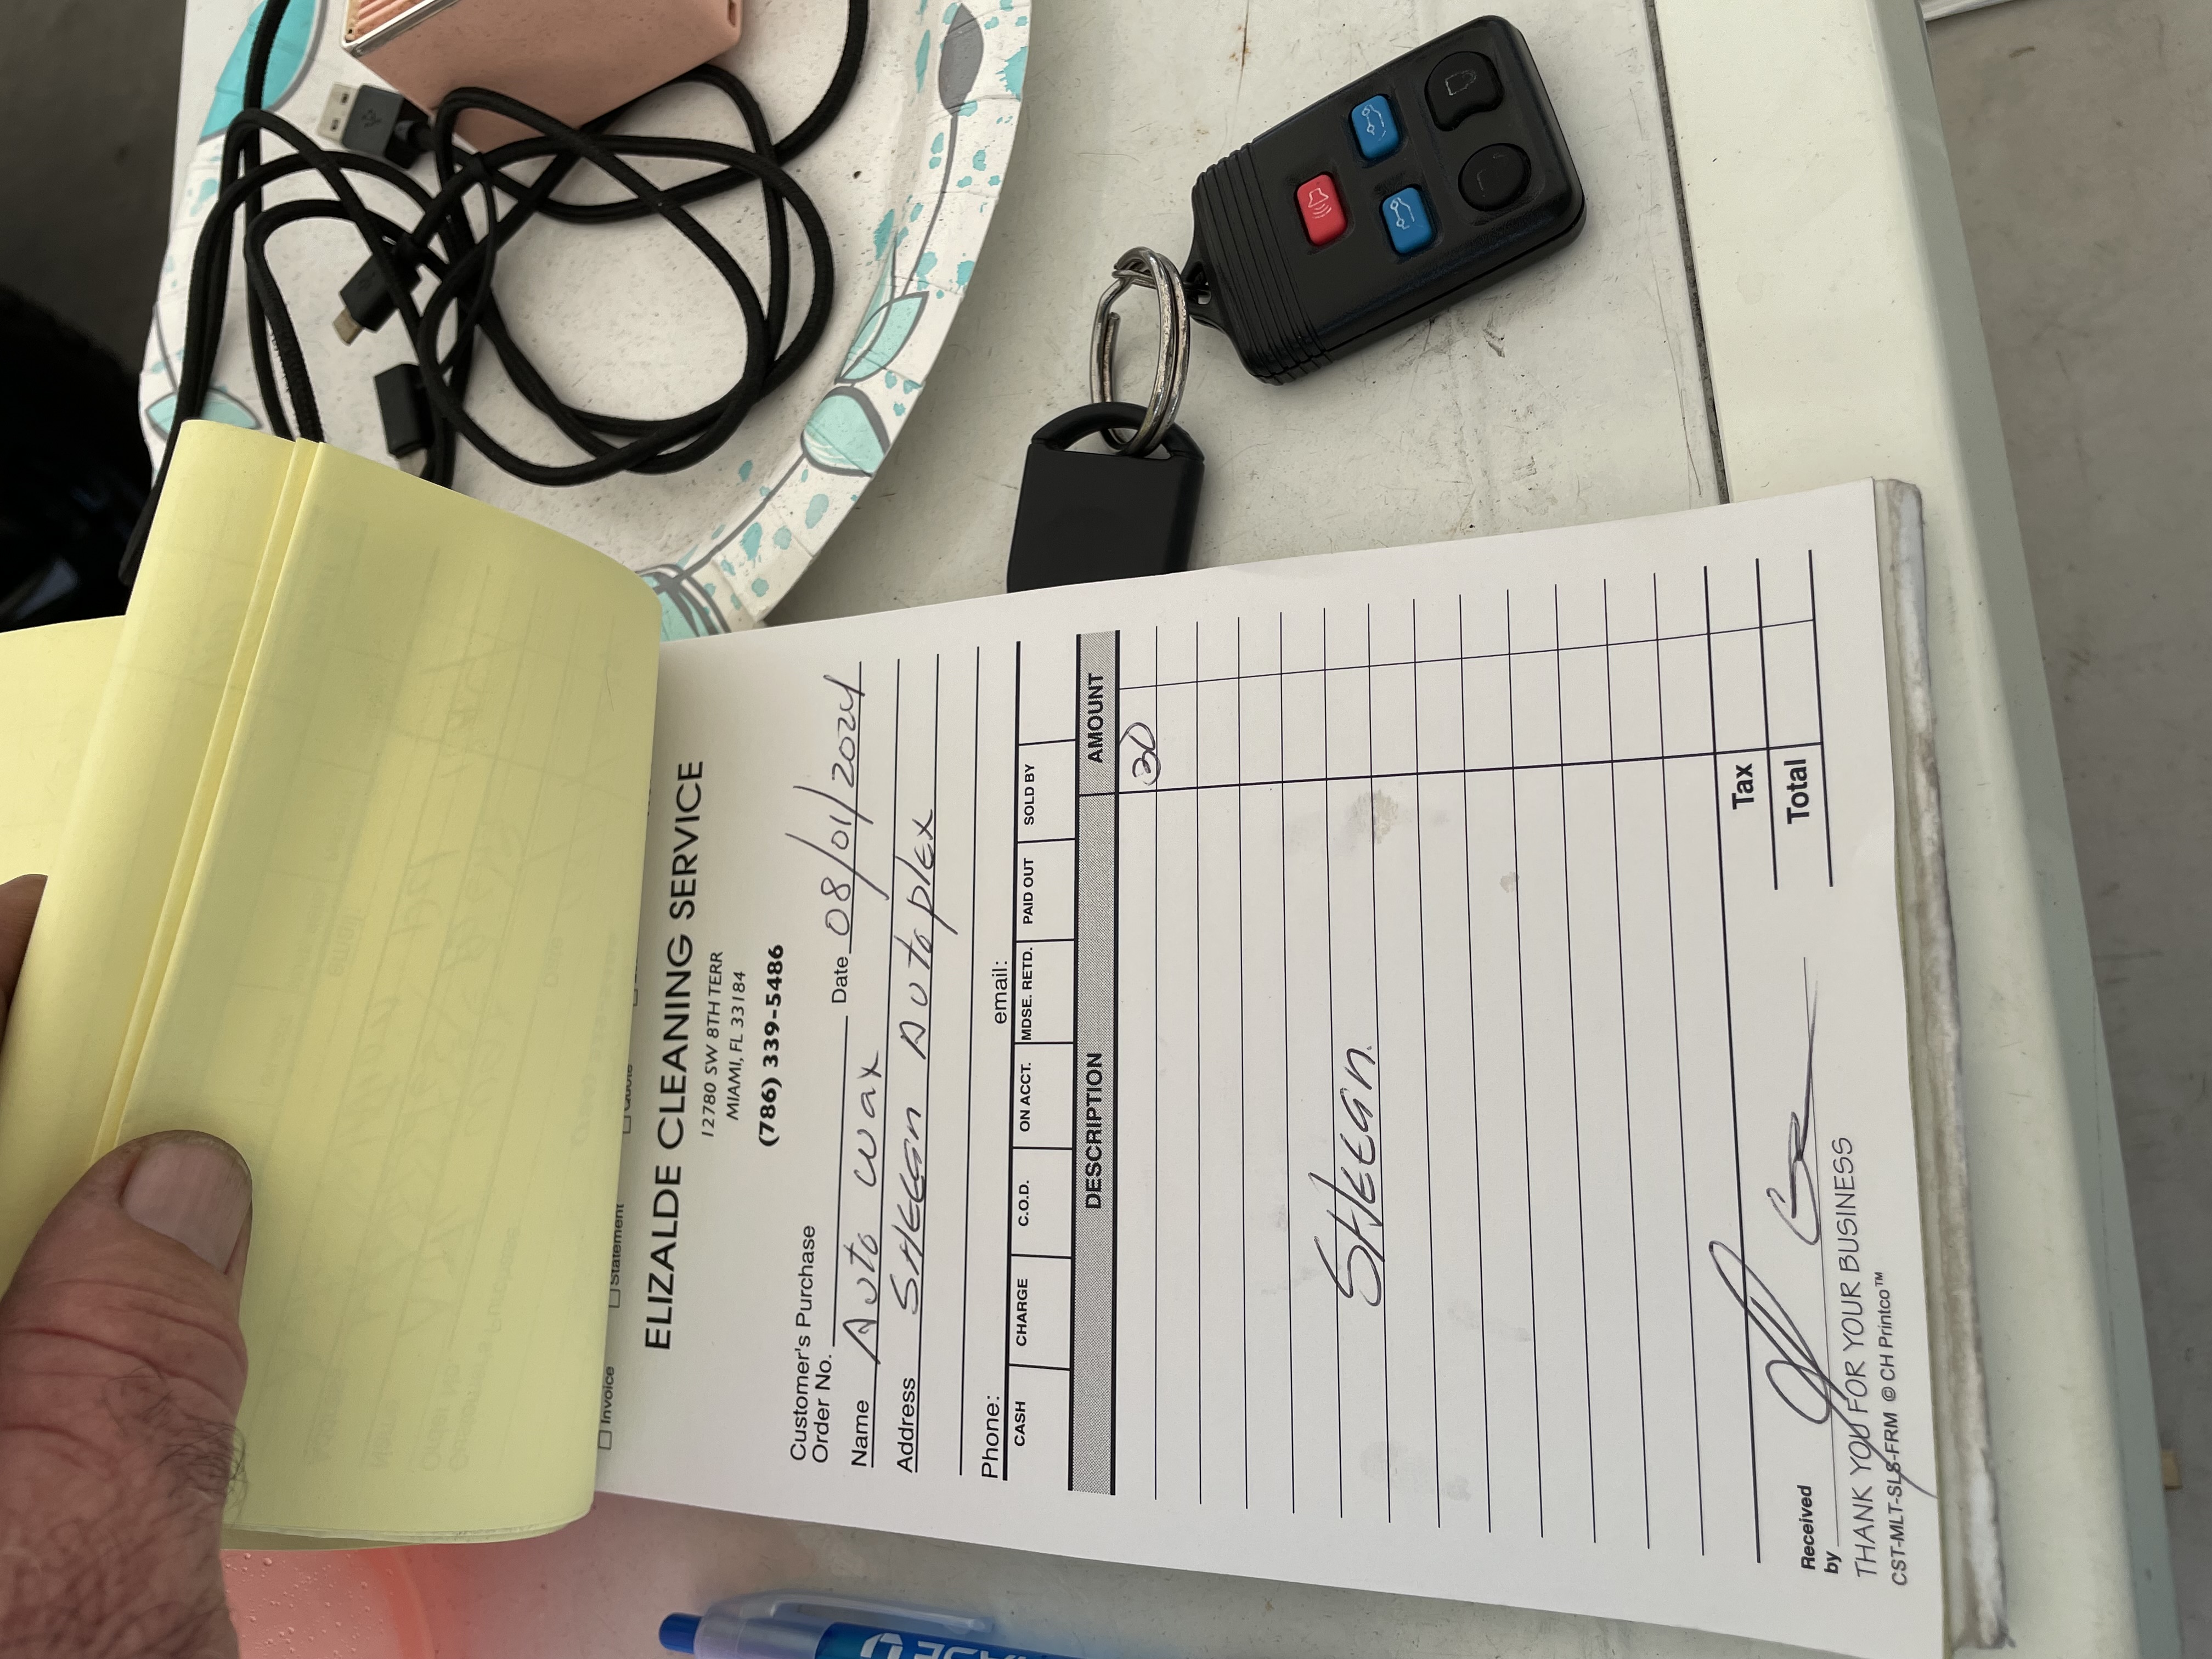 Invoice Statement
ELIZALDE CLEANING SERVICE
12780 SW 8TH TERR
MIAMI, FL 33184
(786) 339-5486
Customer's Purchase
Order No. Date 08/01/2024
Name Auto wax
Address SHEEan Autoplex
Phone: email:
CASH CHARGE C.O.D. ON ACCT. MDSE. RETD. PAID OUT SOLD BY
DESCRIPTION AMOUNT
30
SHEEan
Tax
Total
Received
by
THANK YOU FOR YOUR BUSINESS
CST-MLT-SLS-FRM © CH Printco™